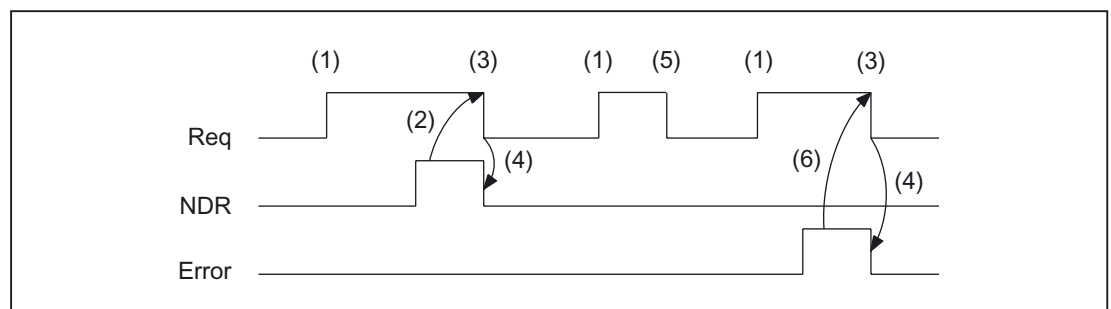 (1) (3) (1) (5) (1) (3)
(2)
Req
(4) (6) (4)
NDR
Error